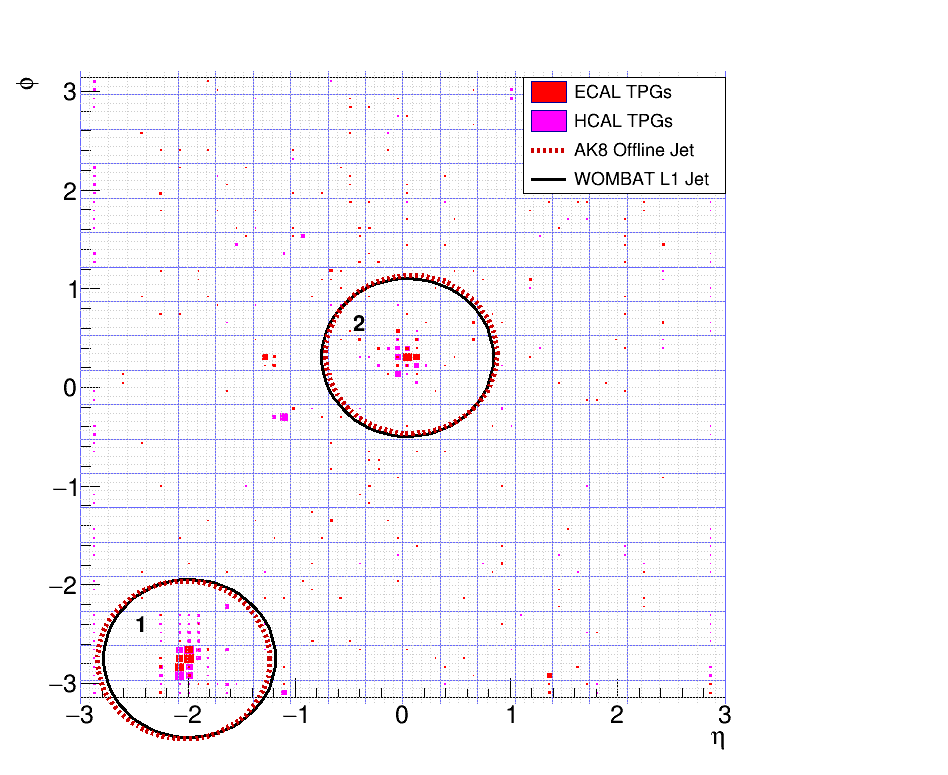 φ
3
2
1
0
−1
−2
−3
ECAL TPGs
HCAL TPGs
AK8 Offline Jet
WOMBAT L1 Jet
2
1
−3 −2 −1 0 1 2 3
η